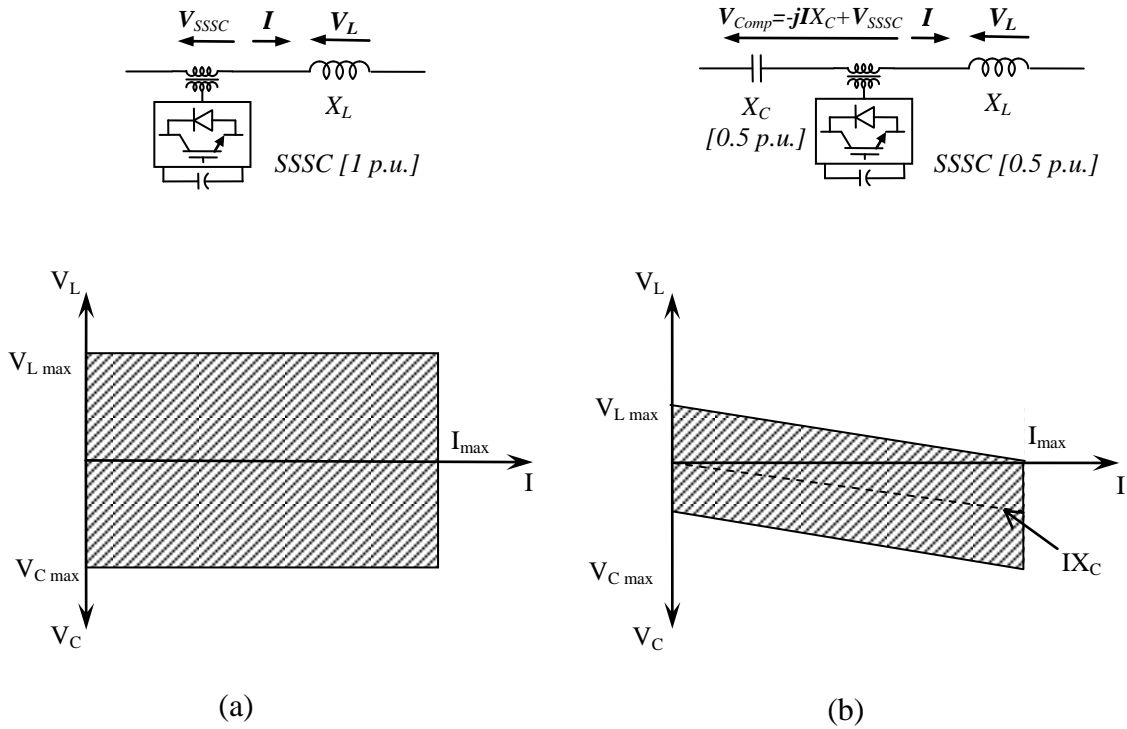 V_SSSC I V_L
X_L
SSSC [1 p.u.]
V_Comp=-jIX_C+V_SSSC I V_L
X_C
[0.5 p.u.]
X_L
SSSC [0.5 p.u.]
V_L
V_L max
I_max
I
V_C max
V_C
(a)
V_L
V_L max
I_max
I
V_C max
IX_C
V_C
(b)